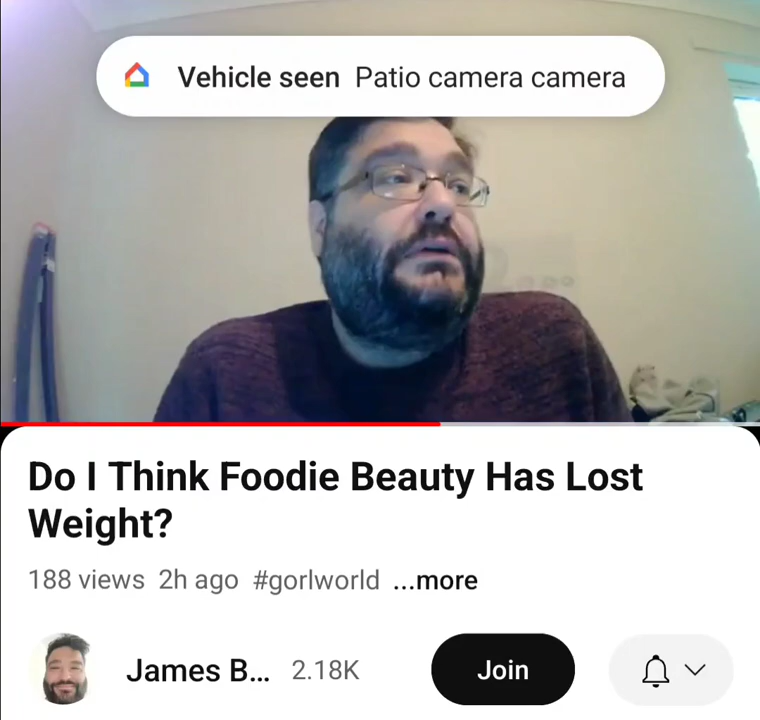 Vehicle seen Patio camera camera
Do I Think Foodie Beauty Has Lost
Weight?
188 views 2h ago #gorlworld ...more
James B... 2.18K Join